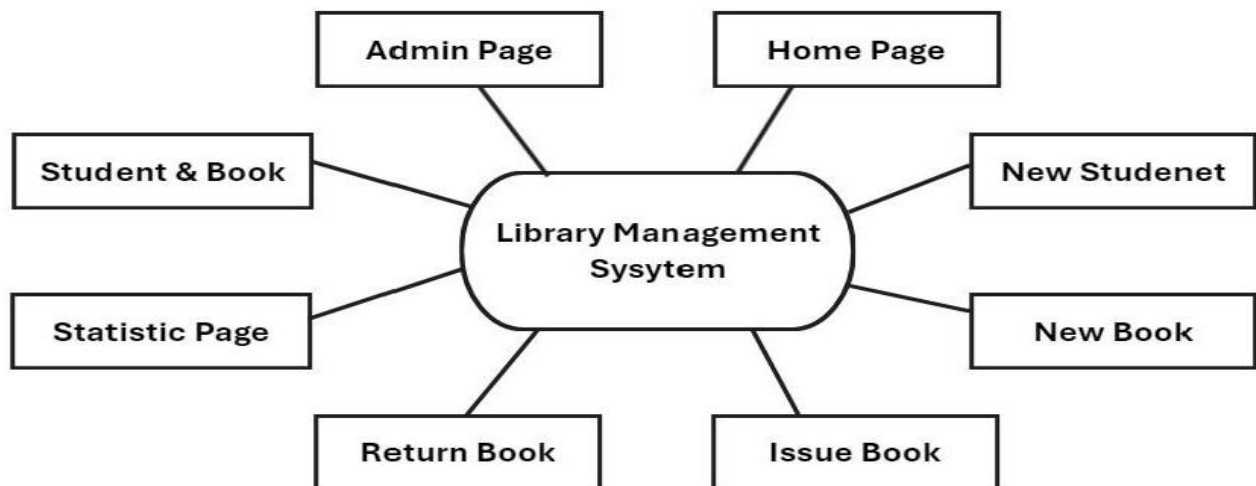 Admin Page
Home Page
Student & Book
New Studenet
Library Management
Sysytem
Statistic Page
New Book
Return Book
Issue Book